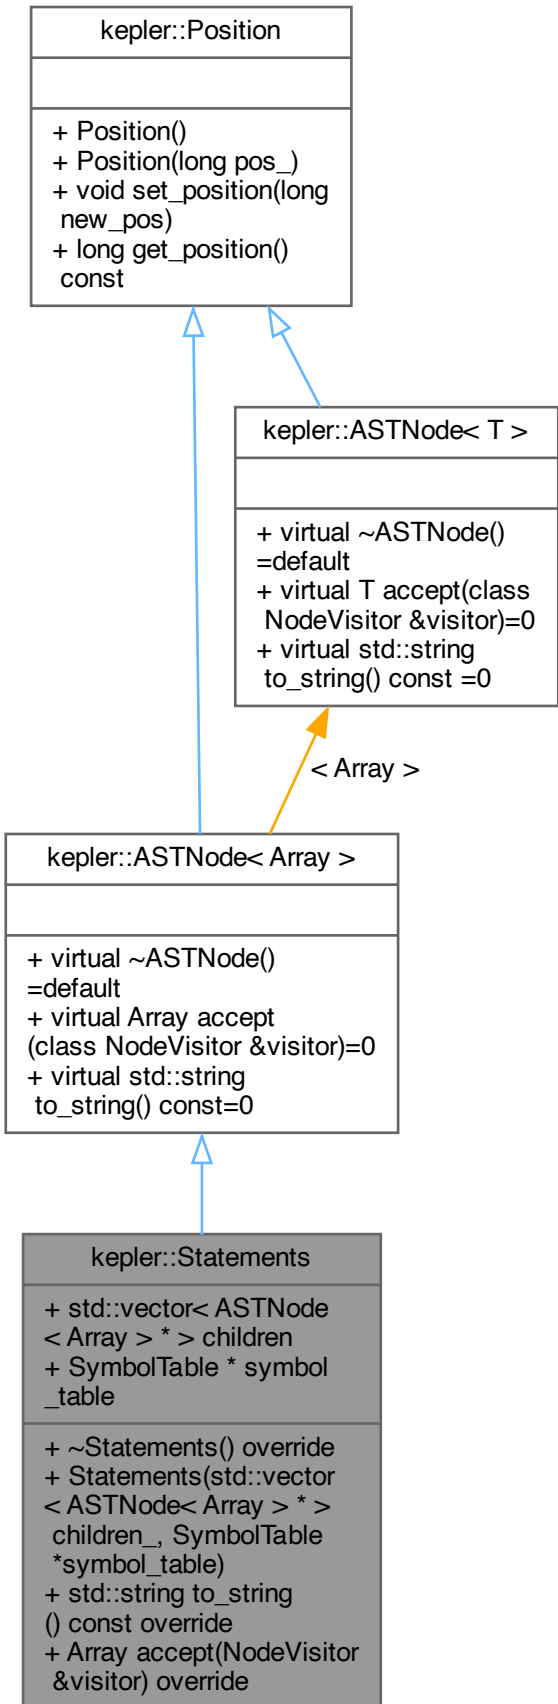 kepler::Position
+ Position()
+ Position(long pos_)
+ void set_position(long
new_pos)
+ long get_position()
const
kepler::ASTNode< T >
+ virtual ~ASTNode()
=default
+ virtual T accept(class
NodeVisitor &visitor)=0
+ virtual std::string
to_string() const =0
< Array >
kepler::ASTNode< Array >
+ virtual ~ASTNode()
=default
+ virtual Array accept
(class NodeVisitor &visitor)=0
+ virtual std::string
to_string() const=0
kepler::Statements
+ std::vector< ASTNode
< Array > * > children
+ SymbolTable * symbol
_table
+ ~Statements() override
+ Statements(std::vector
< ASTNode< Array > * >
children_, SymbolTable
*symbol_table)
+ std::string to_string
() const override
+ Array accept(NodeVisitor
&visitor) override